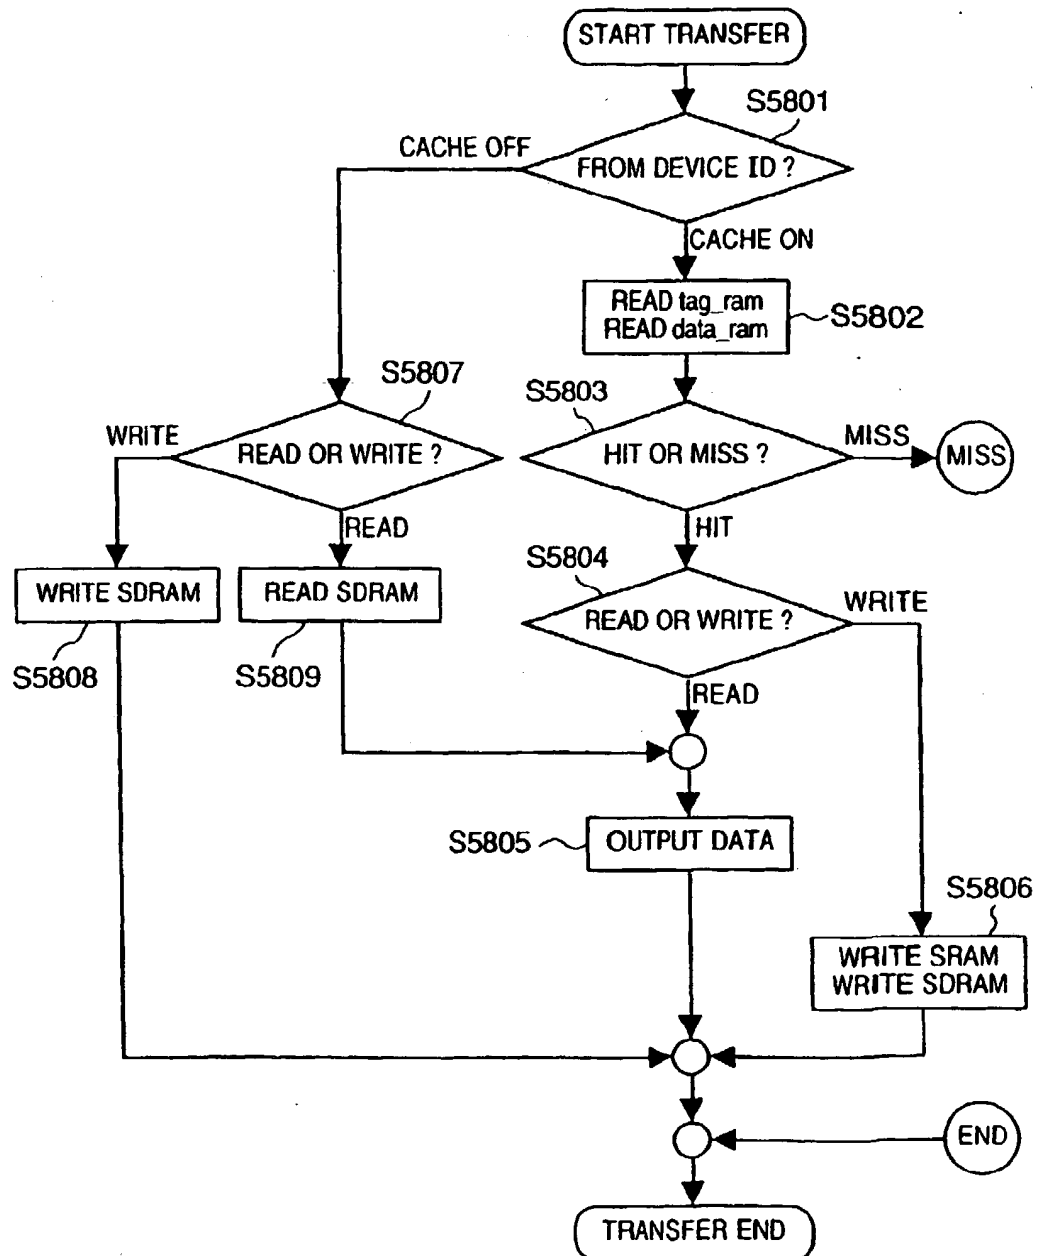 START TRANSFER
S5801
CACHE OFF
FROM DEVICE ID ?
CACHE ON
READ tag_ram
READ data_ram
S5802
S5807
S5803
WRITE
READ OR WRITE ?
HIT OR MISS ?
MISS
MISS
READ
HIT
S5804
WRITE SDRAM
READ SDRAM
READ OR WRITE ?
WRITE
S5808
S5809
READ
S5805
OUTPUT DATA
S5806
WRITE SRAM
WRITE SDRAM
END
TRANSFER END